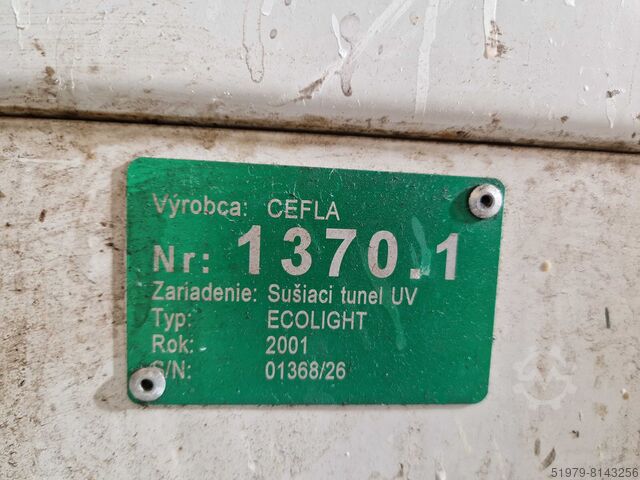 Výrobca: CEFLA
Nr: 1370.1
Zariadenie: Sušiaci tunel UV
Typ: ECOLIGHT
Rok: 2001
S/N: 01368/26
51979-8143256